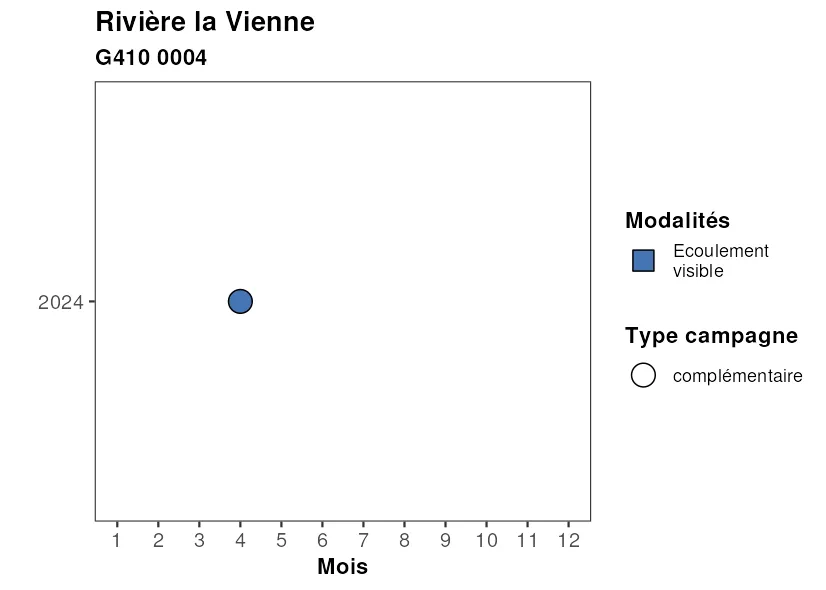 Rivière la Vienne
G410 0004
2024
1 2 3 4 5 6 7 8 9 10 11 12
Mois
Modalités
Ecoulement
visible
Type campagne
complémentaire